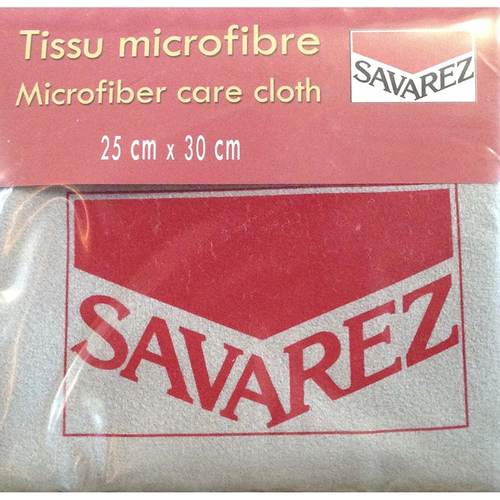 Tissu microfibre
SAVAREZ
Microfiber care cloth
25 cm x 30 cm
SAVAREZ